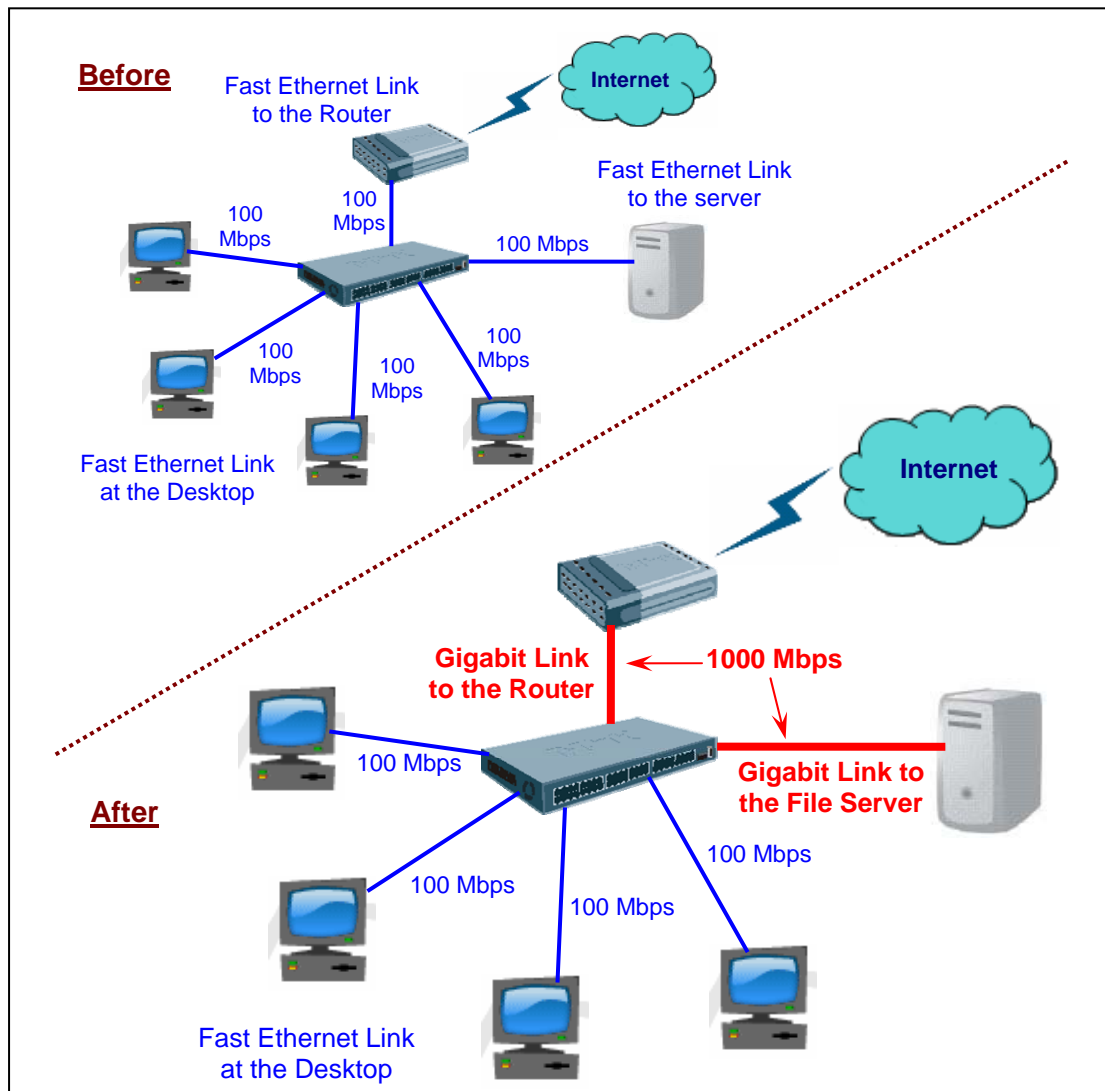 Before
Fast Ethernet Link
to the Router
Internet
Fast Ethernet Link
to the server
100
Mbps
100
Mbps
100 Mbps
100
Mbps
100
Mbps
100
Mbps
Fast Ethernet Link
at the Desktop
Internet
Gigabit Link
to the Router
1000 Mbps
100 Mbps
Gigabit Link to
the File Server
After
100 Mbps
100 Mbps
100 Mbps
Fast Ethernet Link
at the Desktop